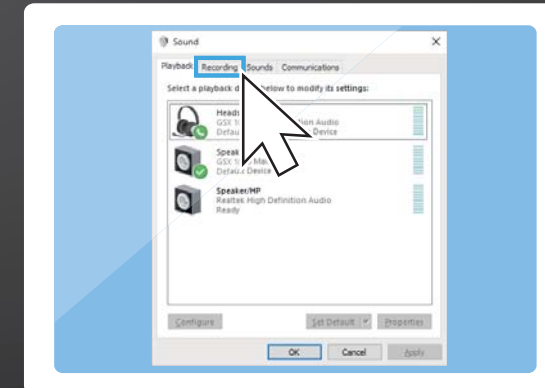 Sound
Playback Recording Sounds Communications
Select a playback d below to modify its settings:
Heads
GSX 1 ion Audio
Defau Device
Speak
GSX 1 Ma
Default Device
Speaker/HP
Realtek High Definition Audio
Ready
Configure Set Default Properties
OK Cancel Apply